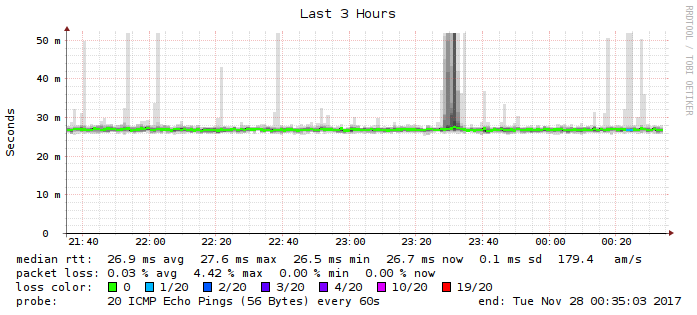 Last 3 Hours
RRDTOOL / TOBI OETIKER
Seconds
50 m
40 m
30 m
20 m
10 m
0
21:40 22:00 22:20 22:40 23:00 23:20 23:40 00:00 00:20
median rtt: 26.9 ms avg 27.6 ms max 26.5 ms min 26.7 ms now 0.1 ms sd 179.4 am/s
packet loss: 0.03 % avg 4.42 % max 0.00 % min 0.00 % now
loss color: 0 1/20 2/20 3/20 4/20 10/20 19/20
probe: 20 ICMP Echo Pings (56 Bytes) every 60s end: Tue Nov 28 00:35:03 2017